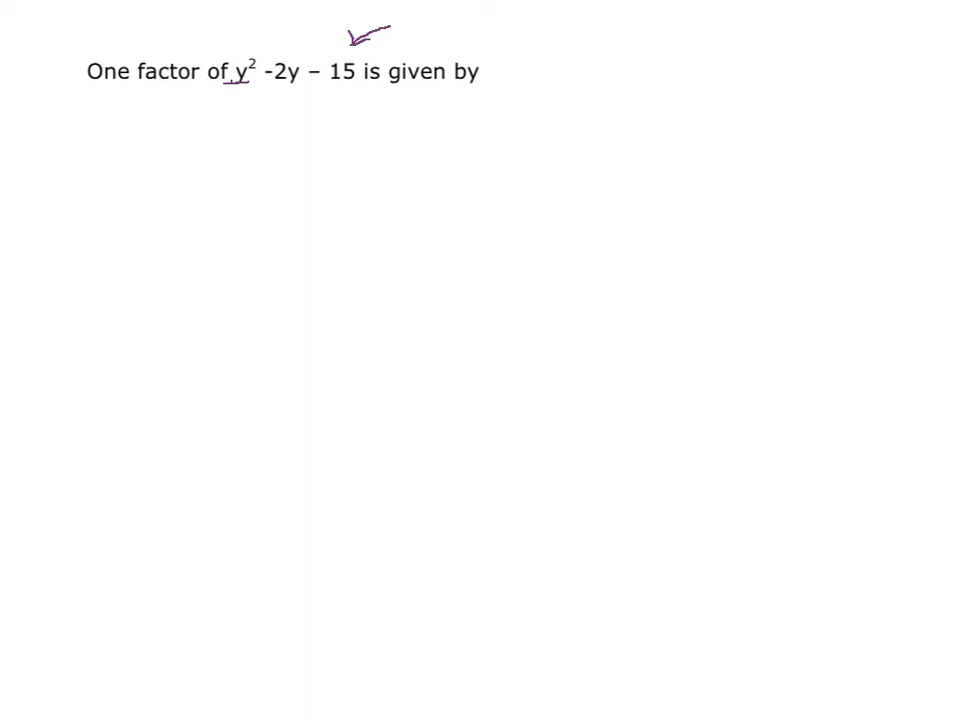 One factor of y² -2y – 15 is given by